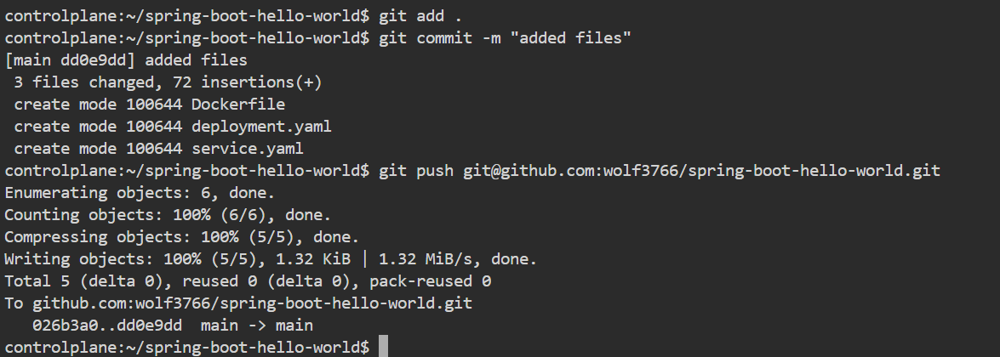 controlplane:~/spring-boot-hello-world$ git add .
controlplane:~/spring-boot-hello-world$ git commit -m "added files"
[main dd0e9dd] added files
 3 files changed, 72 insertions(+)
 create mode 100644 Dockerfile
 create mode 100644 deployment.yaml
 create mode 100644 service.yaml
controlplane:~/spring-boot-hello-world$ git push git@github.com:wolf3766/spring-boot-hello-world.git
Enumerating objects: 6, done.
Counting objects: 100% (6/6), done.
Compressing objects: 100% (5/5), done.
Writing objects: 100% (5/5), 1.32 KiB | 1.32 MiB/s, done.
Total 5 (delta 0), reused 0 (delta 0), pack-reused 0
To github.com:wolf3766/spring-boot-hello-world.git
   026b3a0..dd0e9dd  main -> main
controlplane:~/spring-boot-hello-world$